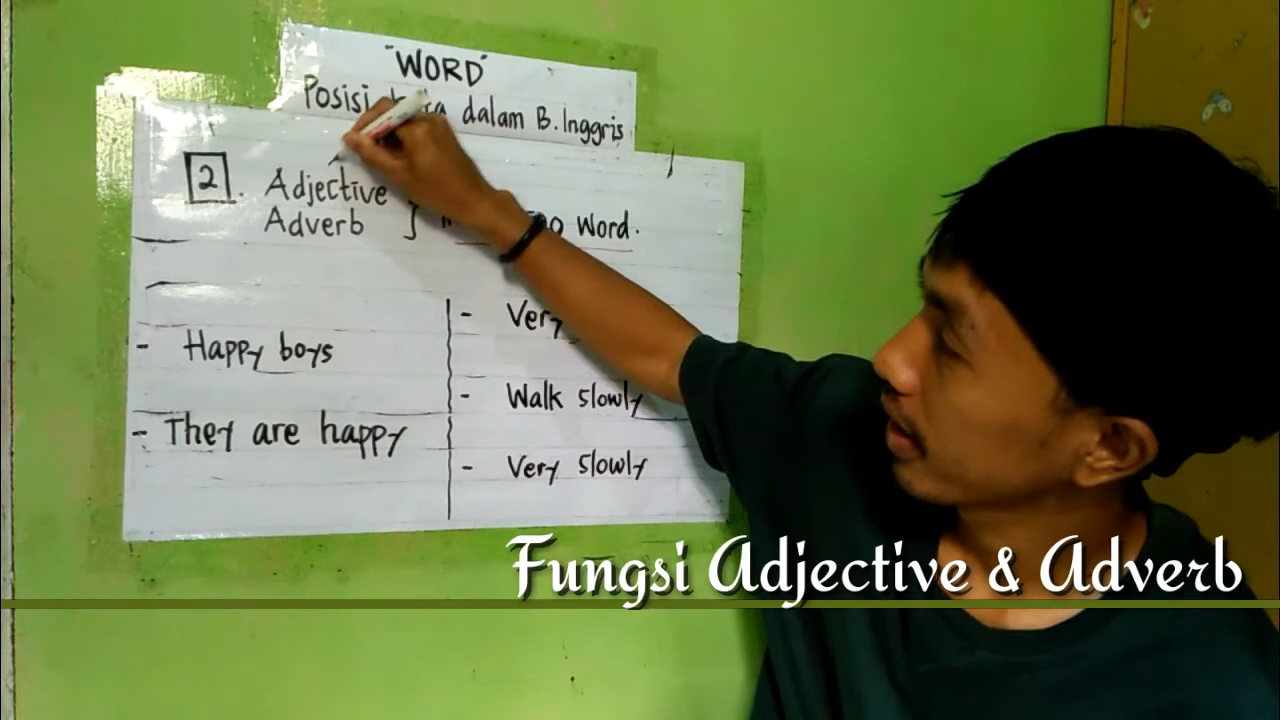 "WORD"
Posisi dalam B. Inggris
2. Adjective
Adverb } Word.
- Happy boys
- They are happy
- Very
- Walk slowly
- Very slowly
Fungsi Adjective & Adverb